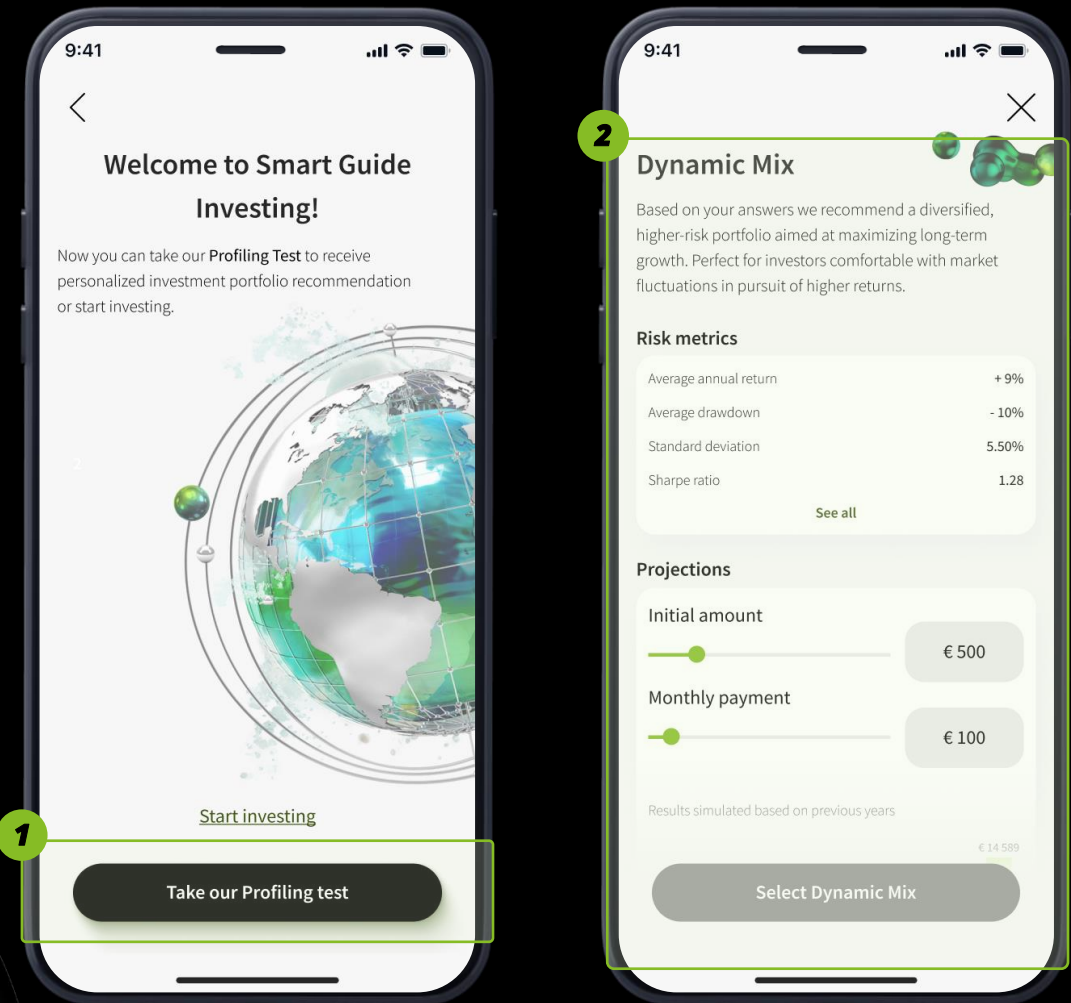 9:41
Welcome to Smart Guide
Investing!
Now you can take our Profiling Test to receive
personalized investment portfolio recommendation
or start investing.
2
Start investing
1
Take our Profiling test
9:41
2
Dynamic Mix
Based on your answers we recommend a diversified,
higher-risk portfolio aimed at maximizing long-term
growth. Perfect for investors comfortable with market
fluctuations in pursuit of higher returns.
Risk metrics
Average annual return + 9%
Average drawdown - 10%
Standard deviation 5.50%
Sharpe ratio 1.28
See all
Projections
Initial amount
€ 500
Monthly payment
€ 100
Results simulated based on previous years
€ 14 589
Select Dynamic Mix